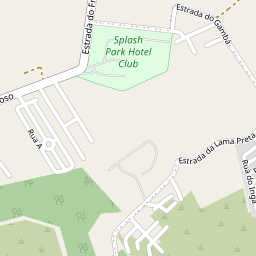 Estrada do Fr
Estrada do Gambá
Splash
Park Hotel
Club
oso
Rua A
Estrada da Lama Preta
Rua do Inga